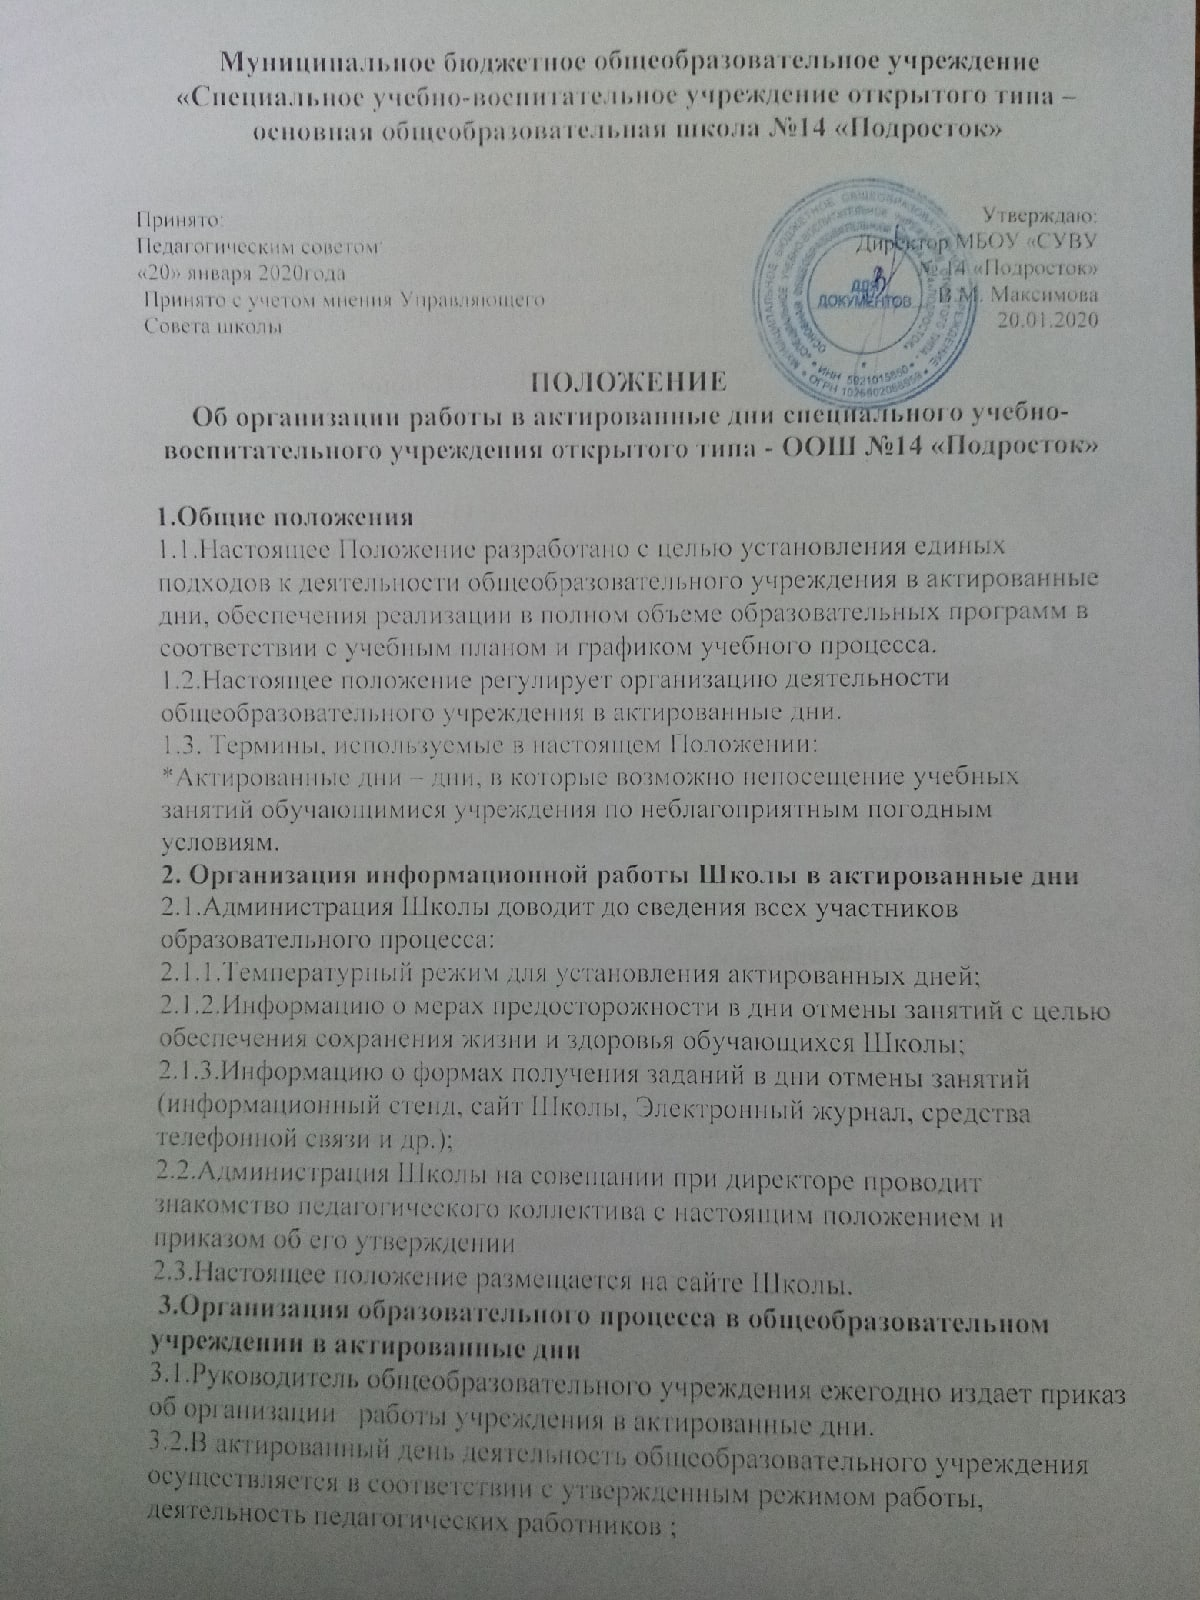 Муниципальное бюджетное общеобразовательное учреждение
«Специальное учебно-воспитательное учреждение открытого типа –
основная общеобразовательная школа №14 «Подросток»
Принято:
Педагогическим советом
«20» января 2020года
Принято с учетом мнения Управляющего
Совета школы
Утверждаю:
Директор МБОУ «СУВУ
№ 14 «Подросток»
В.М. Максимова
20.01.2020
ДЛЯ
ДОКУМЕНТОВ
ПОЛОЖЕНИЕ
Об организации работы в актированные дни специального учебно-
воспитательного учреждения открытого типа - ООШ №14 «Подросток»
1.Общие положения
1.1.Настоящее Положение разработано с целью установления единых
подходов к деятельности общеобразовательного учреждения в актированные
дни, обеспечения реализации в полном объеме образовательных программ в
соответствии с учебным планом и графиком учебного процесса.
1.2.Настоящее положение регулирует организацию деятельности
общеобразовательного учреждения в актированные дни.
1.3. Термины, используемые в настоящем Положении:
*Актированные дни – дни, в которые возможно непосещение учебных
занятий обучающимися учреждения по неблагоприятным погодным
условиям.
2. Организация информационной работы Школы в актированные дни
2.1.Администрация Школы доводит до сведения всех участников
образовательного процесса:
2.1.1.Температурный режим для установления актированных дней;
2.1.2.Информацию о мерах предосторожности в дни отмены занятий с целью
обеспечения сохранения жизни и здоровья обучающихся Школы;
2.1.3.Информацию о формах получения заданий в дни отмены занятий
(информационный стенд, сайт Школы, Электронный журнал, средства
телефонной связи и др.);
2.2.Администрация Школы на совещании при директоре проводит
знакомство педагогического коллектива с настоящим положением и
приказом об его утверждении
2.3.Настоящее положение размещается на сайте Школы.
3.Организация образовательного процесса в общеобразовательном
учреждении в актированные дни
3.1.Руководитель общеобразовательного учреждения ежегодно издает приказ
об организации работы учреждения в актированные дни.
3.2.В актированный день деятельность общеобразовательного учреждения
осуществляется в соответствии с утвержденным режимом работы,
деятельность педагогических работников ;